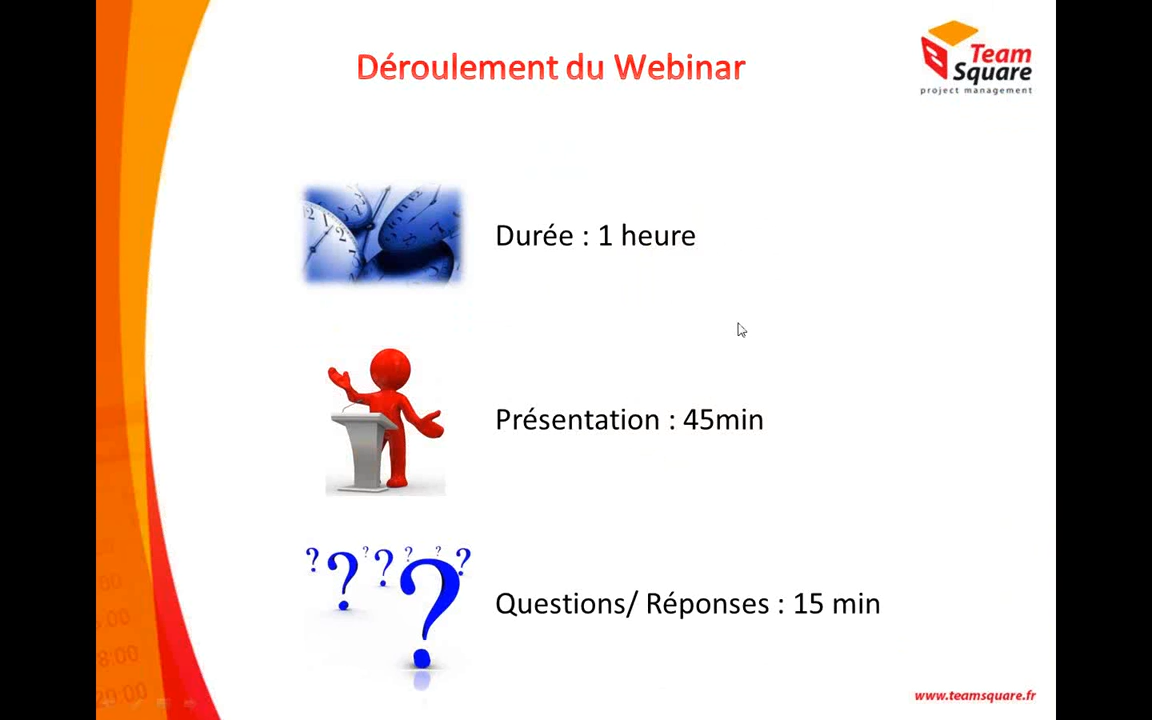 Déroulement du Webinar
Team
Square
project management
Durée : 1 heure
Présentation : 45min
Questions/ Réponses : 15 min
www.teamsquare.fr